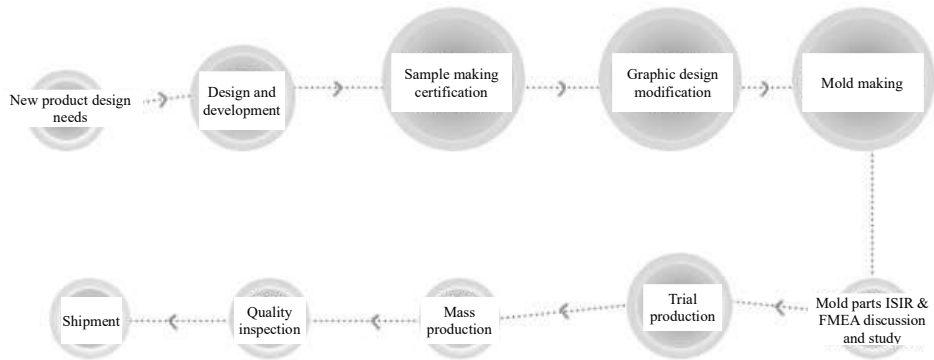 New product design
needs
Design and
development
Sample making
certification
Graphic design
modification
Mold making
Mold parts ISIR &
FMEA discussion
and study
Trial
production
Mass
production
Quality
inspection
Shipment